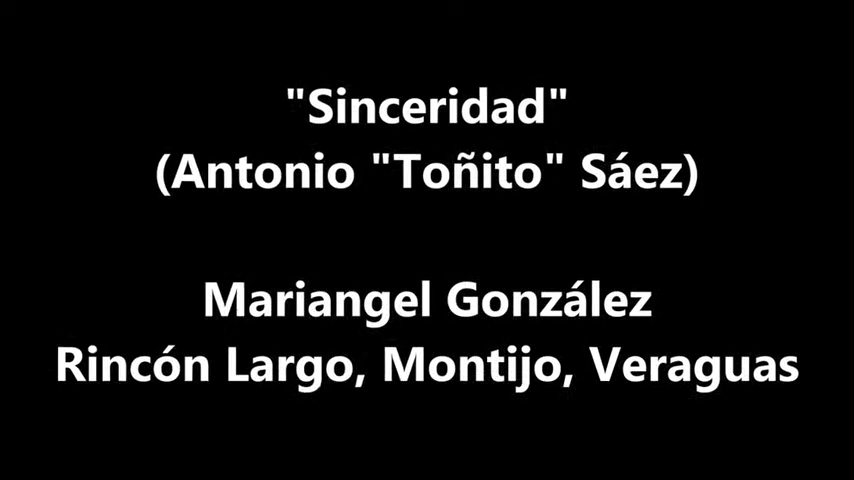 "Sinceridad"
(Antonio "Toñito" Sáez)
Mariangel González
Rincón Largo, Montijo, Veraguas